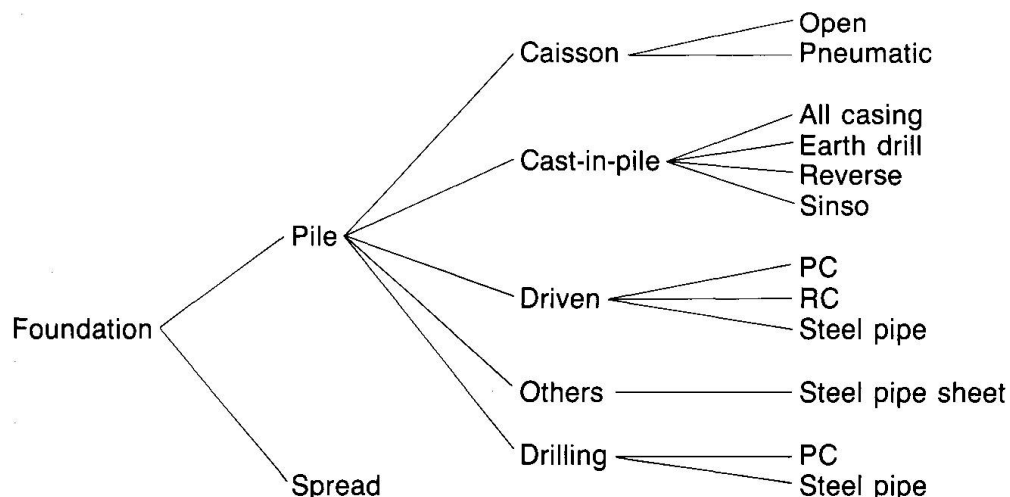 Open
Caisson
Pneumatic
All casing
Earth drill
Cast-in-pile
Reverse
Sinso
Pile
PC
Driven
RC
Foundation
Steel pipe
Others
Steel pipe sheet
Drilling
PC
Spread
Steel pipe